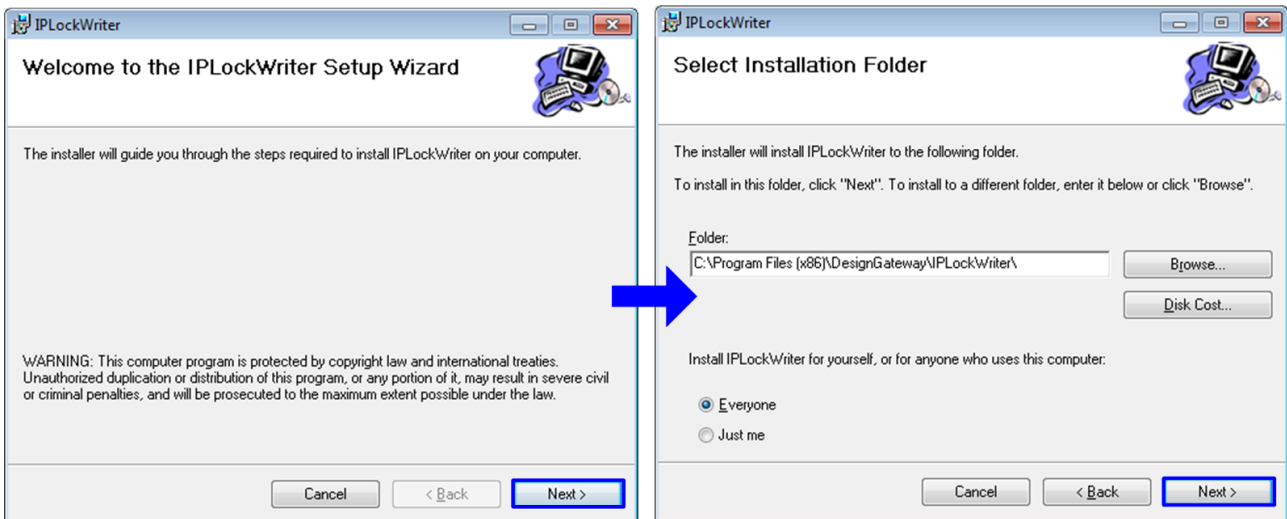 IPLockWriter
Welcome to the IPLockWriter Setup Wizard
The installer will guide you through the steps required to install IPLockWriter on your computer.
WARNING: This computer program is protected by copyright law and international treaties.
Unauthorized duplication or distribution of this program, or any portion of it, may result in severe civil
or criminal penalties, and will be prosecuted to the maximum extent possible under the law.
Cancel
< Back
Next >
IPLockWriter
Select Installation Folder
The installer will install IPLockWriter to the following folder.
To install in this folder, click "Next". To install to a different folder, enter it below or click "Browse".
Folder:
C:\Program Files (x86)\DesignGateway\IPLockWriter\
Browse...
Disk Cost...
Install IPLockWriter for yourself, or for anyone who uses this computer:
Everyone
Just me
Cancel
< Back
Next >